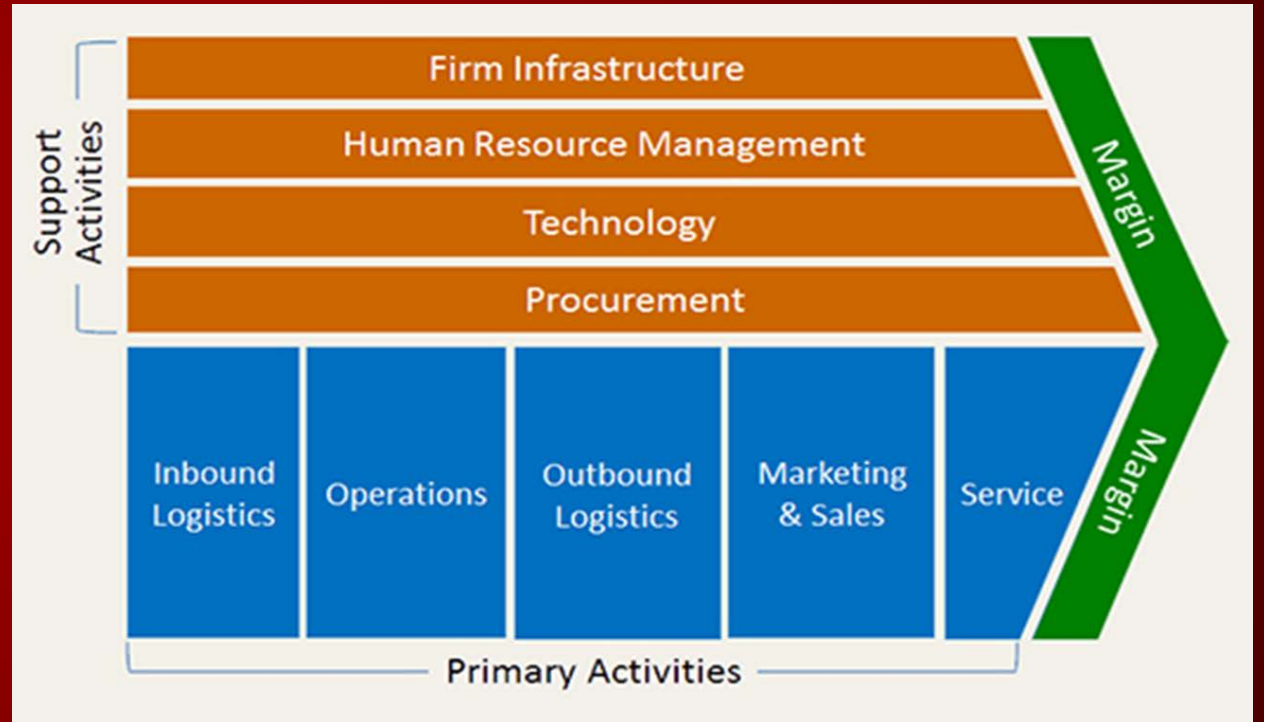 Support
Activities
Firm Infrastructure
Human Resource Management
Technology
Procurement
Margin
Inbound
Logistics
Operations
Outbound
Logistics
Marketing
& Sales
Service
Margin
Primary Activities